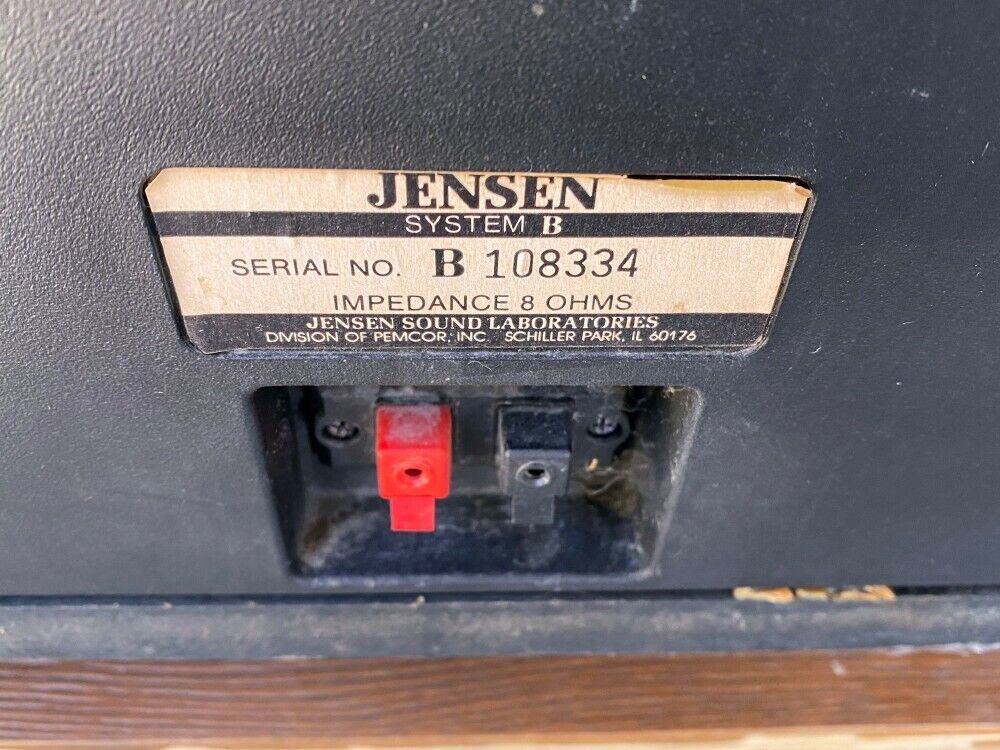 JENSEN
SYSTEM B
SERIAL NO. B 108334
IMPEDANCE 8 OHMS
JENSEN SOUND LABORATORIES
DIVISION OF PEMCOR, INC. SCHILLER PARK, IL 60176